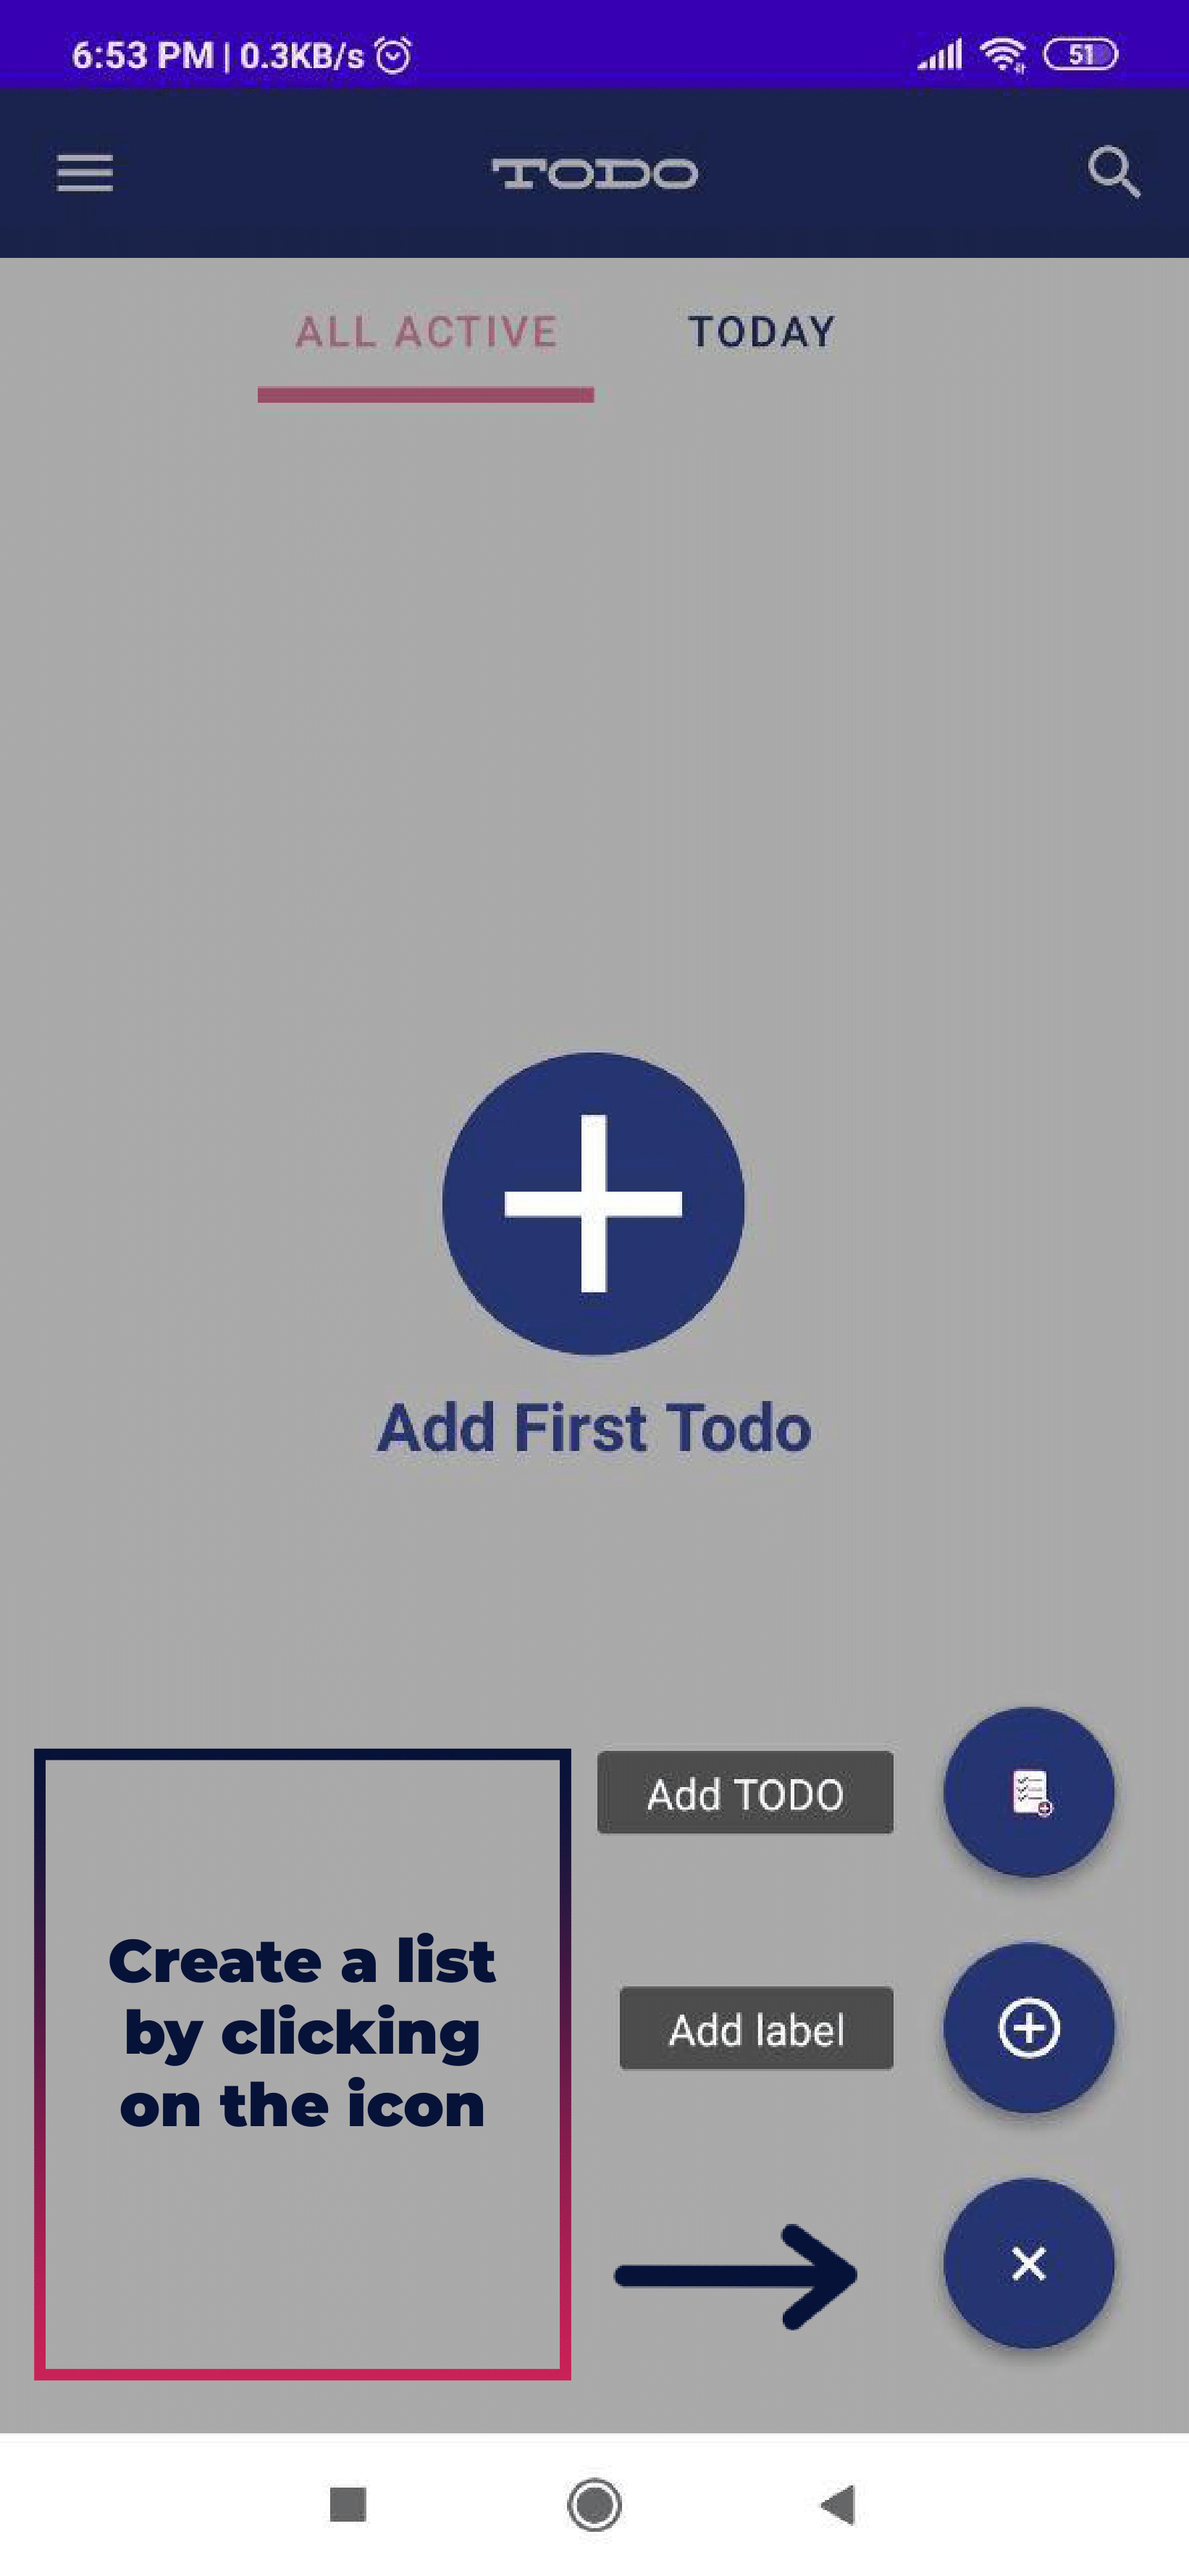 6:53 PM | 0.3KB/s 51
TODO
ALL ACTIVE TODAY
Add First Todo
Add TODO
Create a list
by clicking
on the icon
Add label